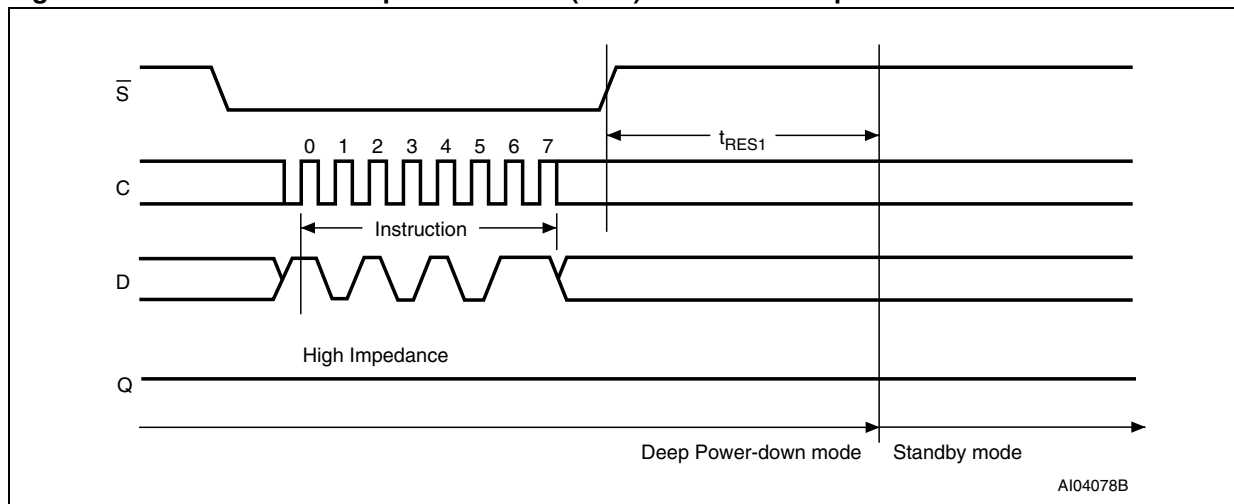 S̅
0 1 2 3 4 5 6 7
tRES1
C
Instruction
D
High Impedance
Q
Deep Power-down mode Standby mode
AI04078B